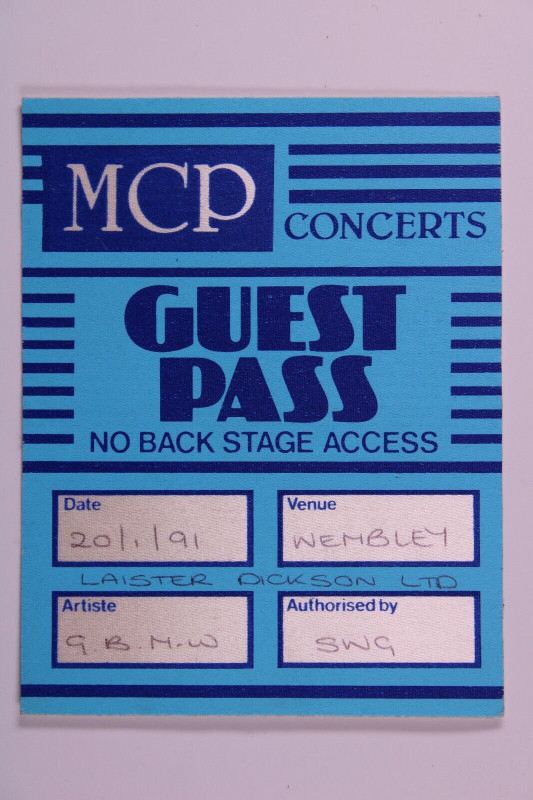 MCP
CONCERTS
GUEST
PASS
NO BACK STAGE ACCESS
Date
20/1/91
Venue
WEMBLEY
LAISTER DICKSON LTD
Artiste
G.B.M.W
Authorised by
SWG